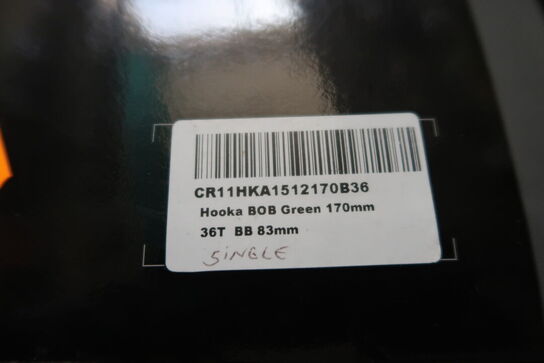 CR11HKA1512170B36
Hooka BOB Green 170mm
36T BB 83mm
SINGLE